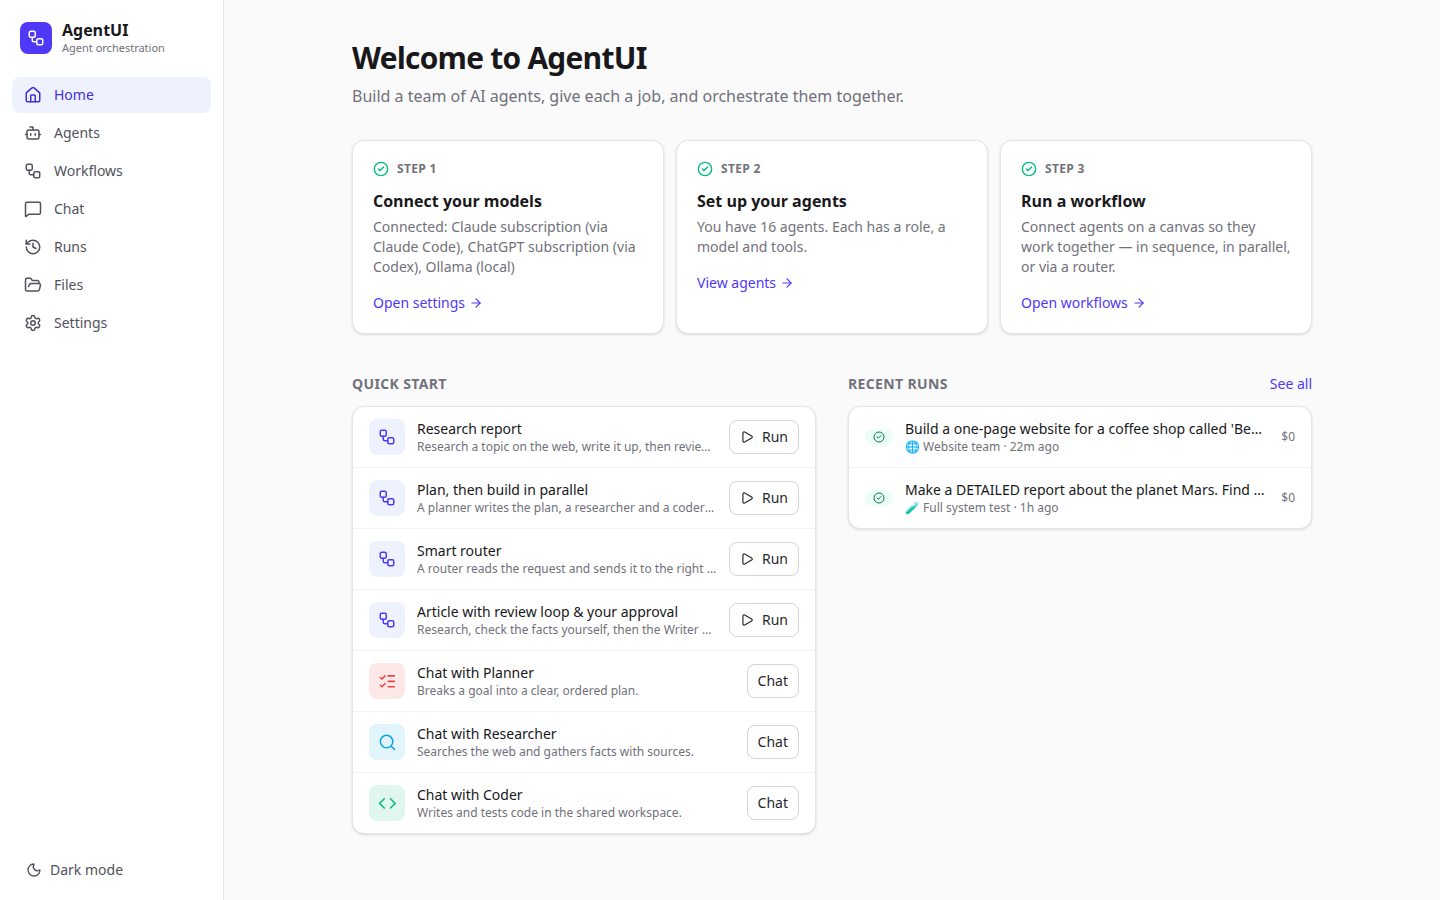 AgentUI
Agent orchestration
Home
Agents
Workflows
Chat
Runs
Files
Settings
Dark mode
Welcome to AgentUI
Build a team of AI agents, give each a job, and orchestrate them together.
STEP 1
Connect your models
Connected: Claude subscription (via
Claude Code), ChatGPT subscription (via
Codex), Ollama (local)
Open settings →
STEP 2
Set up your agents
You have 16 agents. Each has a role, a
model and tools.
View agents →
STEP 3
Run a workflow
Connect agents on a canvas so they
work together — in sequence, in parallel,
or via a router.
Open workflows →
QUICK START
Research report
Research a topic on the web, write it up, then revie...
Run
Plan, then build in parallel
A planner writes the plan, a researcher and a coder...
Run
Smart router
A router reads the request and sends it to the right ...
Run
Article with review loop & your approval
Research, check the facts yourself, then the Writer ...
Run
Chat with Planner
Breaks a goal into a clear, ordered plan.
Chat
Chat with Researcher
Searches the web and gathers facts with sources.
Chat
Chat with Coder
Writes and tests code in the shared workspace.
Chat
RECENT RUNS
See all
Build a one-page website for a coffee shop called 'Be...
🌐 Website team · 22m ago
$0
Make a DETAILED report about the planet Mars. Find ...
🧪 Full system test · 1h ago
$0